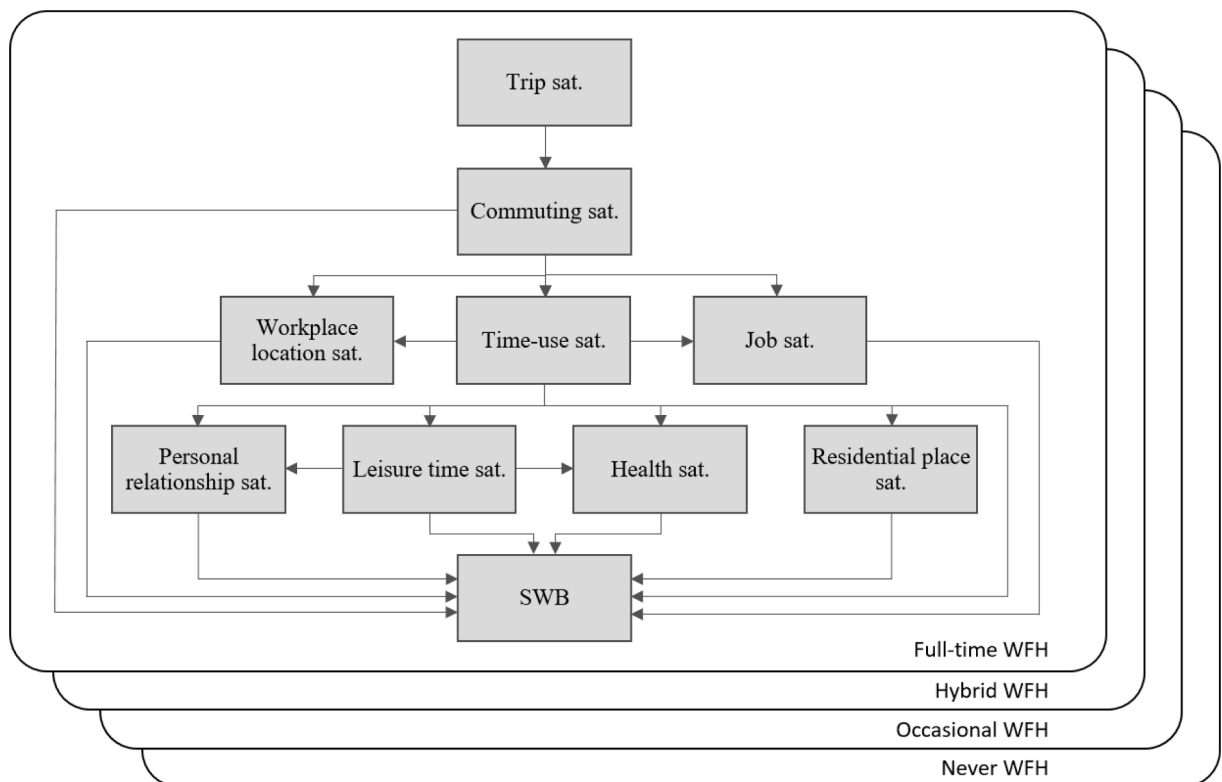 Trip sat.
Commuting sat.
Workplace
location sat.
Time-use sat.
Job sat.
Personal
relationship sat.
Leisure time sat.
Health sat.
Residential place
sat.
SWB
Full-time WFH
Hybrid WFH
Occasional WFH
Never WFH